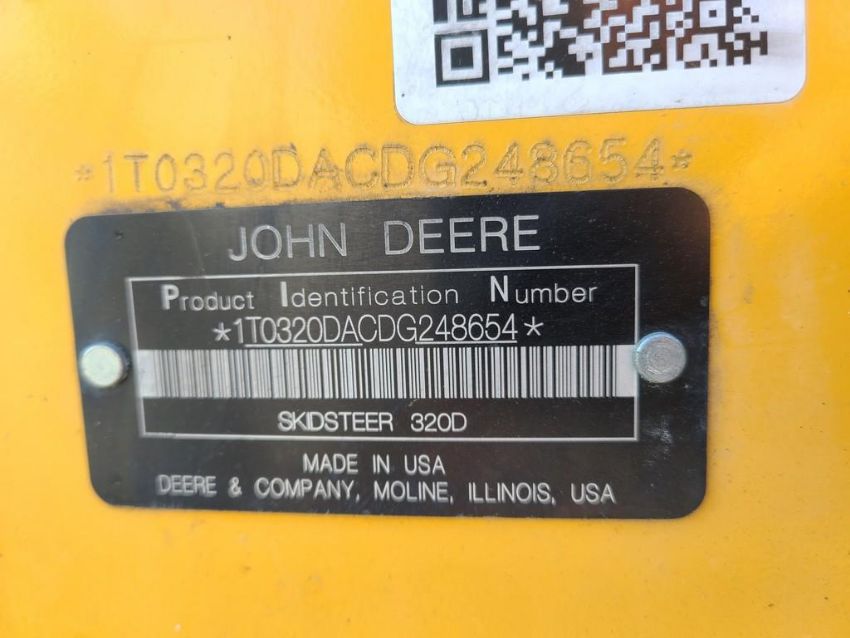 *1T0320DACDG248654*
JOHN DEERE
Product Identification Number
*1T0320DACDG248654*
SKIDSTEER 320D
MADE IN USA
DEERE & COMPANY, MOLINE, ILLINOIS, USA